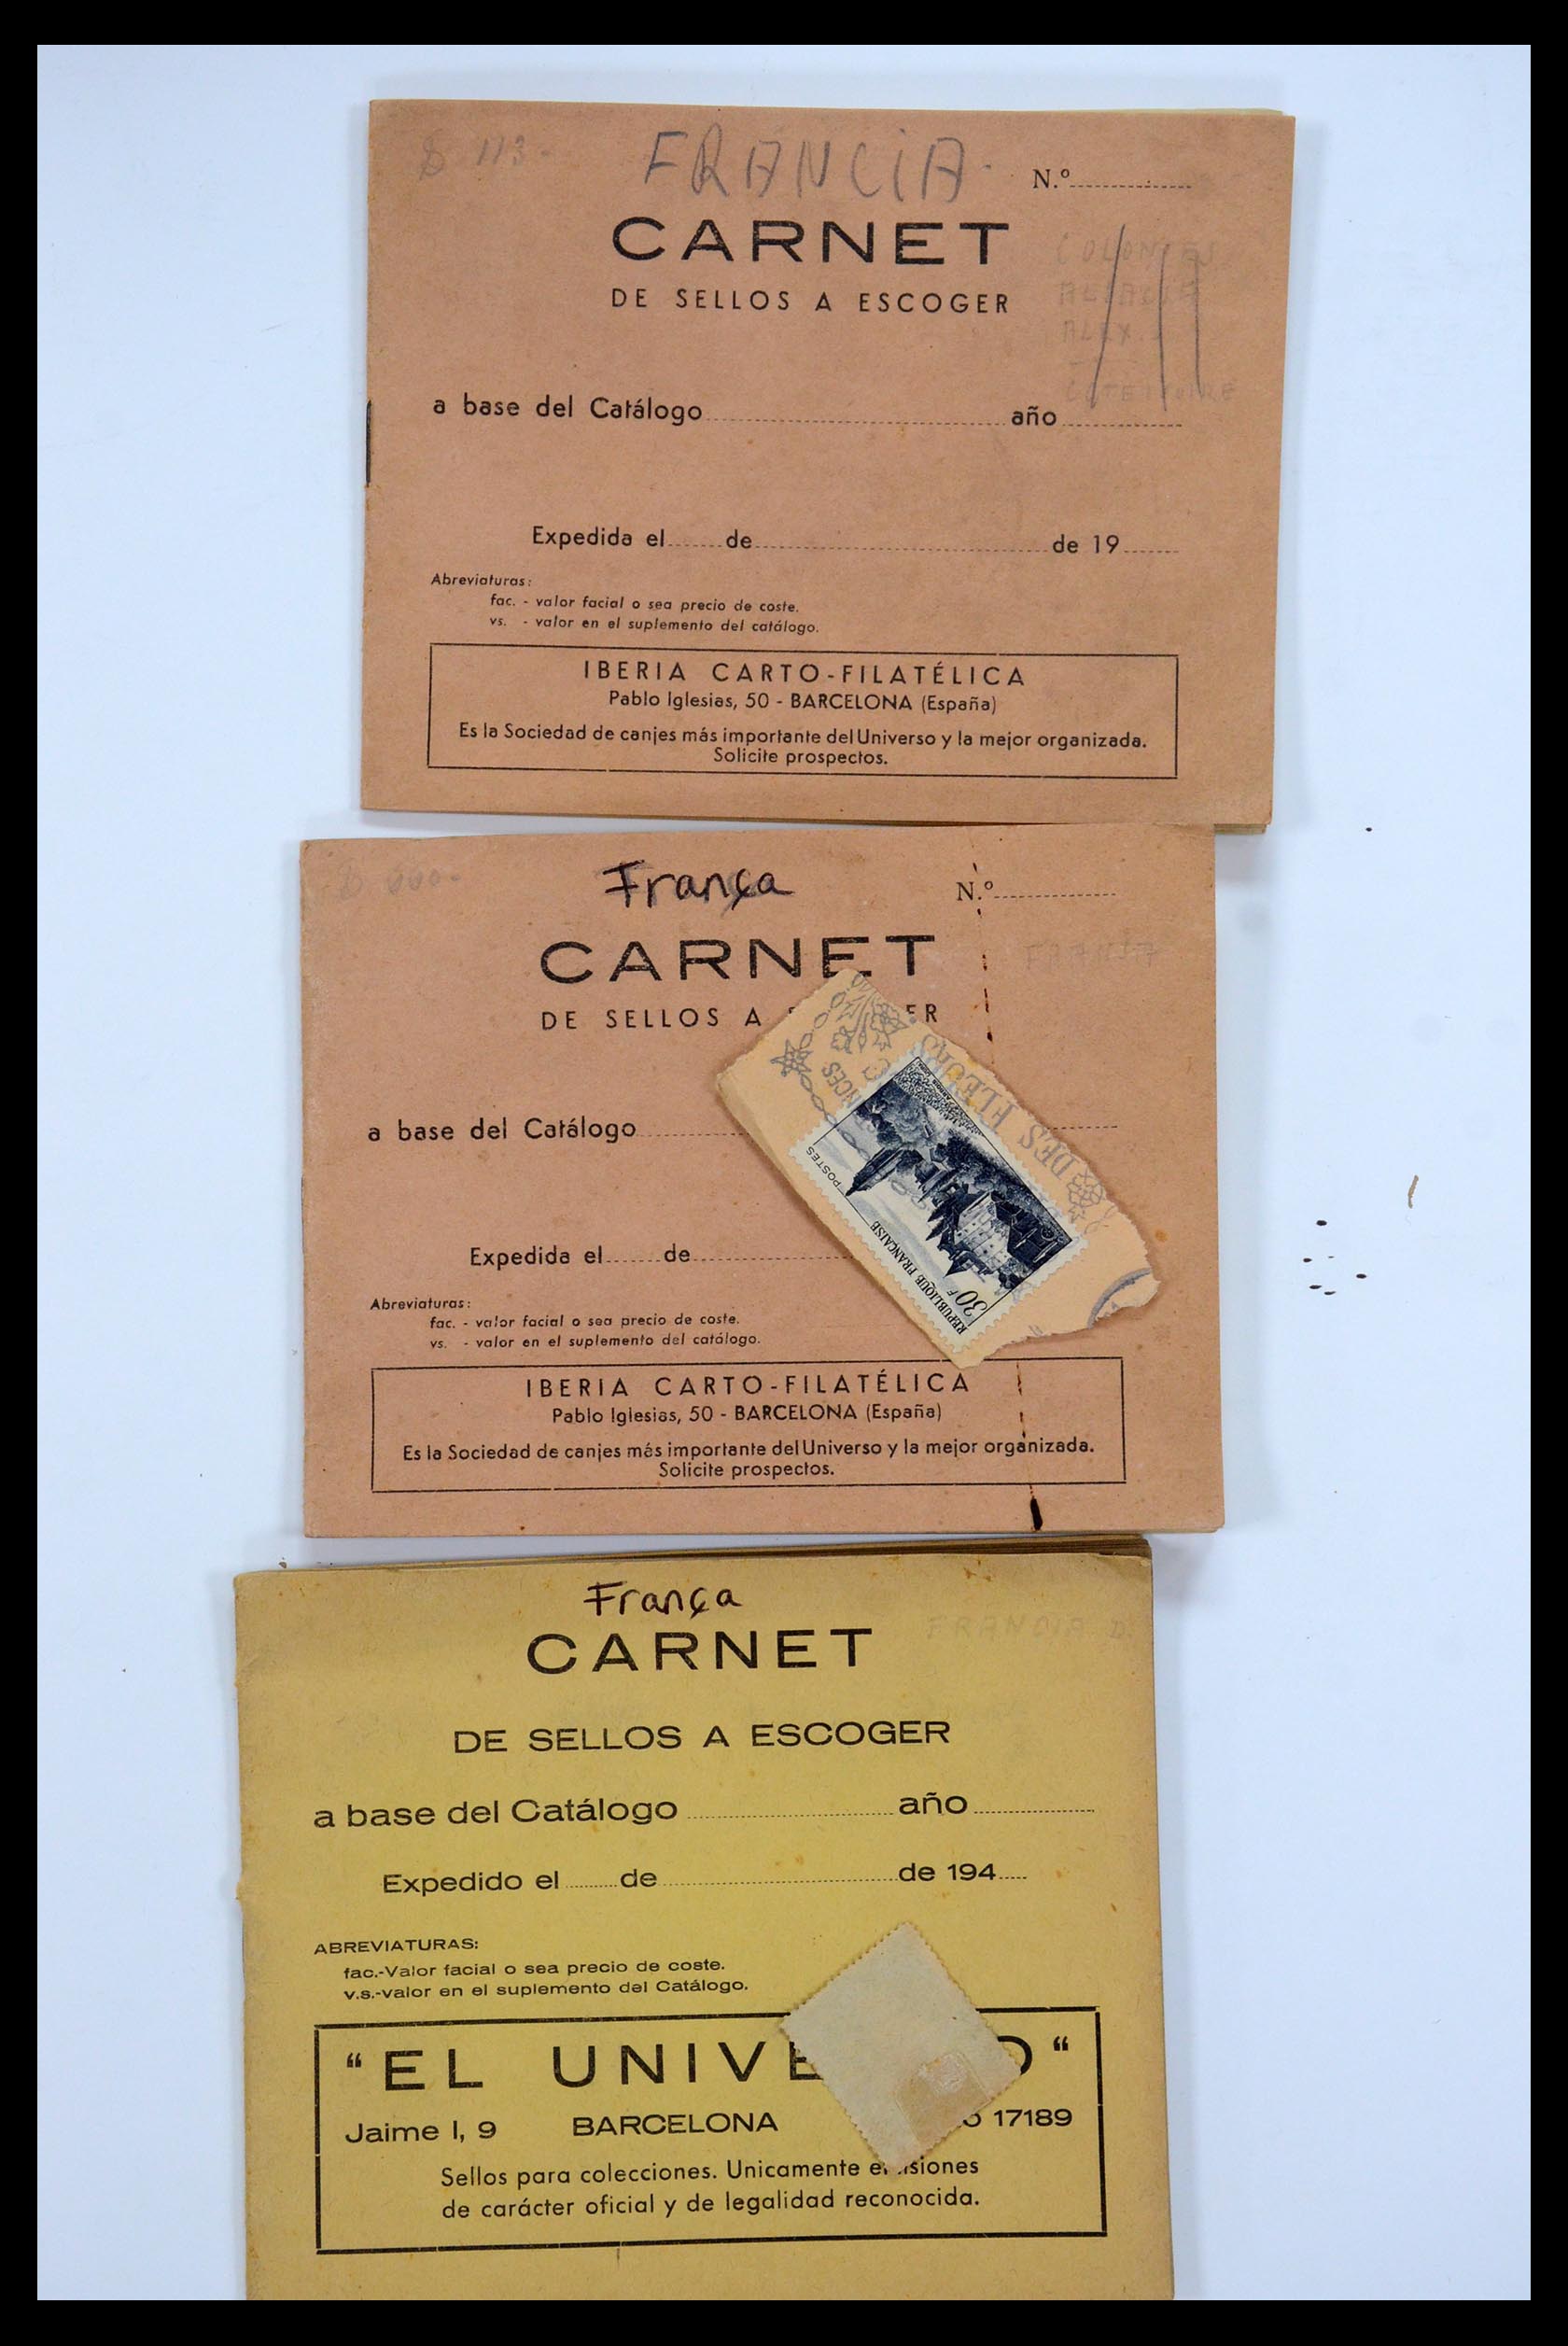 FRANCIA.
N.º
CARNET
DE SELLOS A ESCOGER
a base del Catálogo año
Expedida el de de 19
Abreviaturas:
fac. - valor facial o sea precio de coste.
vs. - valor en el suplemento del catálogo.
IBERIA CARTO-FILATÉLICA
Pablo Iglesias, 50 - BARCELONA (España)
Es la Sociedad de canjes más importante del Universo y la mejor organizada.
Solicite prospectos.
França
N.º
CARNET
DE SELLOS A ER
a base del Catálogo
Expedida el de
Abreviaturas:
fac. - valor facial o sea precio de coste.
vs. - valor en el suplemento del catálogo.
DES FLEURS
POSTES
REPUBLIQUE FRANÇAISE
30F
IBERIA CARTO-FILATÉLICA
Pablo Iglesias, 50 - BARCELONA (España)
Es la Sociedad de canjes más importante del Universo y la mejor organizada.
Solicite prospectos.
França
FRANCIA D.
CARNET
DE SELLOS A ESCOGER
a base del Catálogo año
Expedido el de de 194
ABREVIATURAS:
fac.-Valor facial o sea precio de coste.
v.s.-valor en el suplemento del Catálogo.
"EL UNIVE O"
Jaime I, 9 BARCELONA o 17189
Sellos para colecciones. Unicamente e isiones
de carácter oficial y de legalidad reconocida.